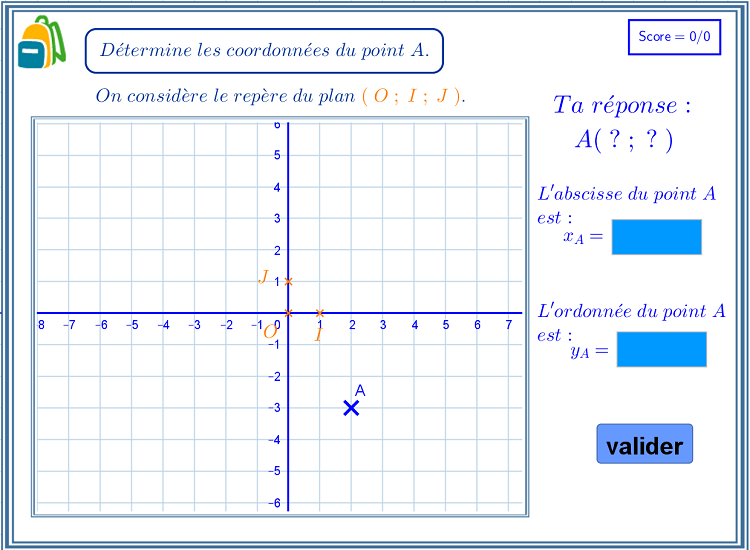 Détermine les coordonnées du point A.
Score = 0/0
On considère le repère du plan ( O ; I ; J ).
Ta réponse :
A( ? ; ? )
L'abscisse du point A
est :
x_A =
L'ordonnée du point A
est :
y_A =
valider
6
5
4
3
2
J 1
8 −7 −6 −5 −4 −3 −2 −1 0 1 2 3 4 5 6 7
O I
−1
−2
A
−3
−4
−5
−6